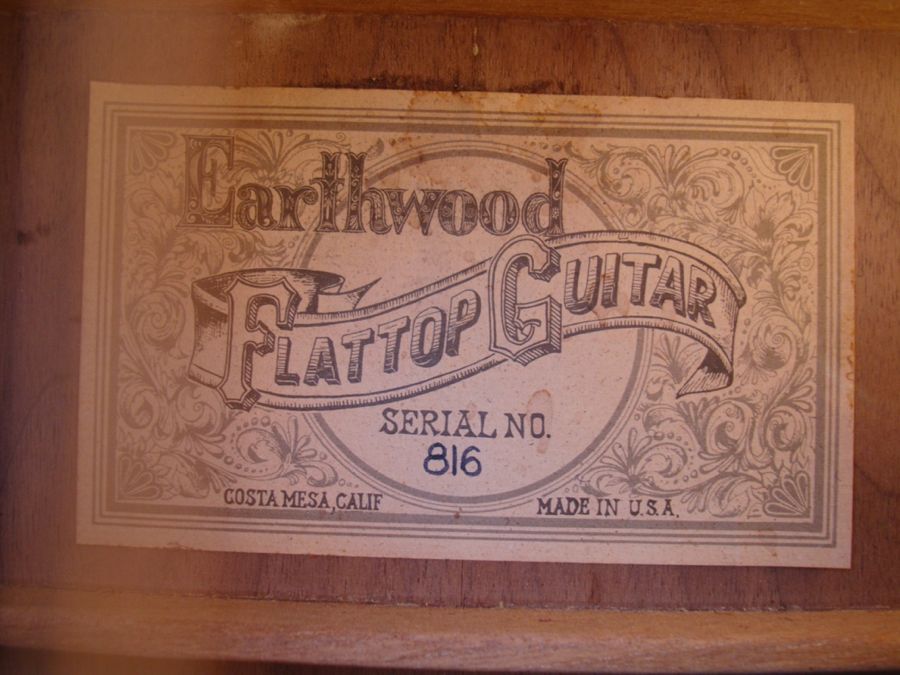 Earthwood
FLATTOP GUITAR
SERIAL NO.
816
COSTA MESA, CALIF
MADE IN U.S.A.